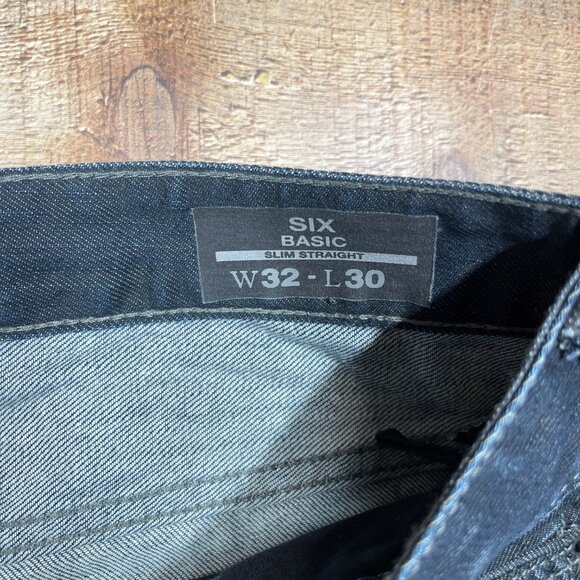 SIX
BASIC
SLIM STRAIGHT
W32 - L30